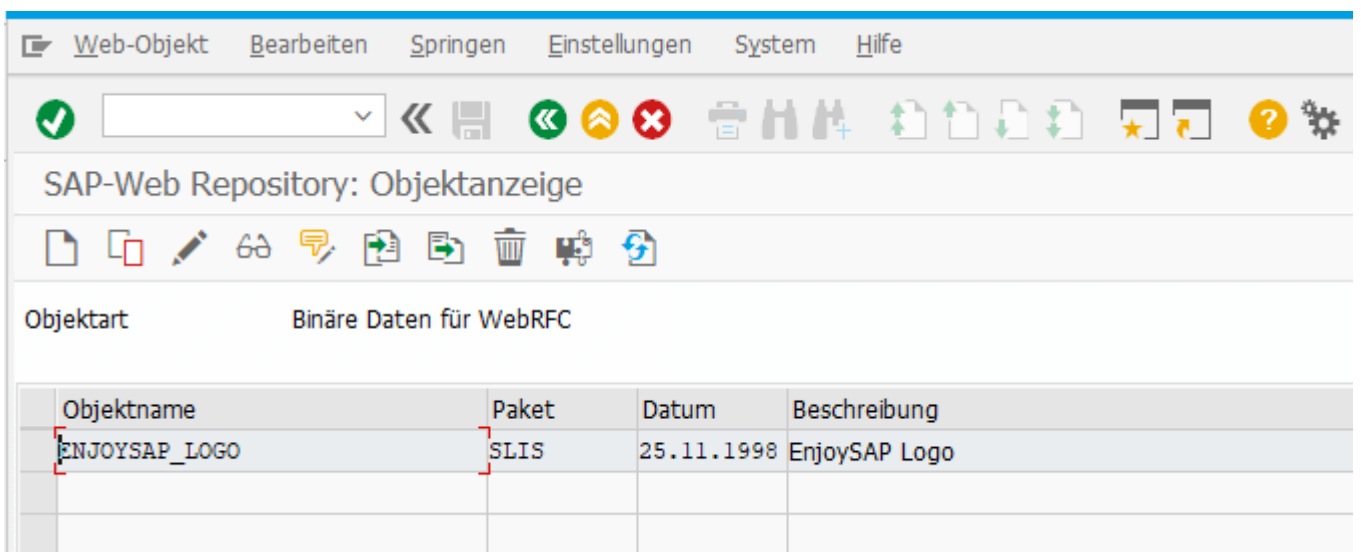 Web-Objekt Bearbeiten Springen Einstellungen System Hilfe
SAP-Web Repository: Objektanzeige
Objektart Binäre Daten für WebRFC
Objektname Paket Datum Beschreibung
ENJOYSAP_LOGO SLIS 25.11.1998 EnjoySAP Logo